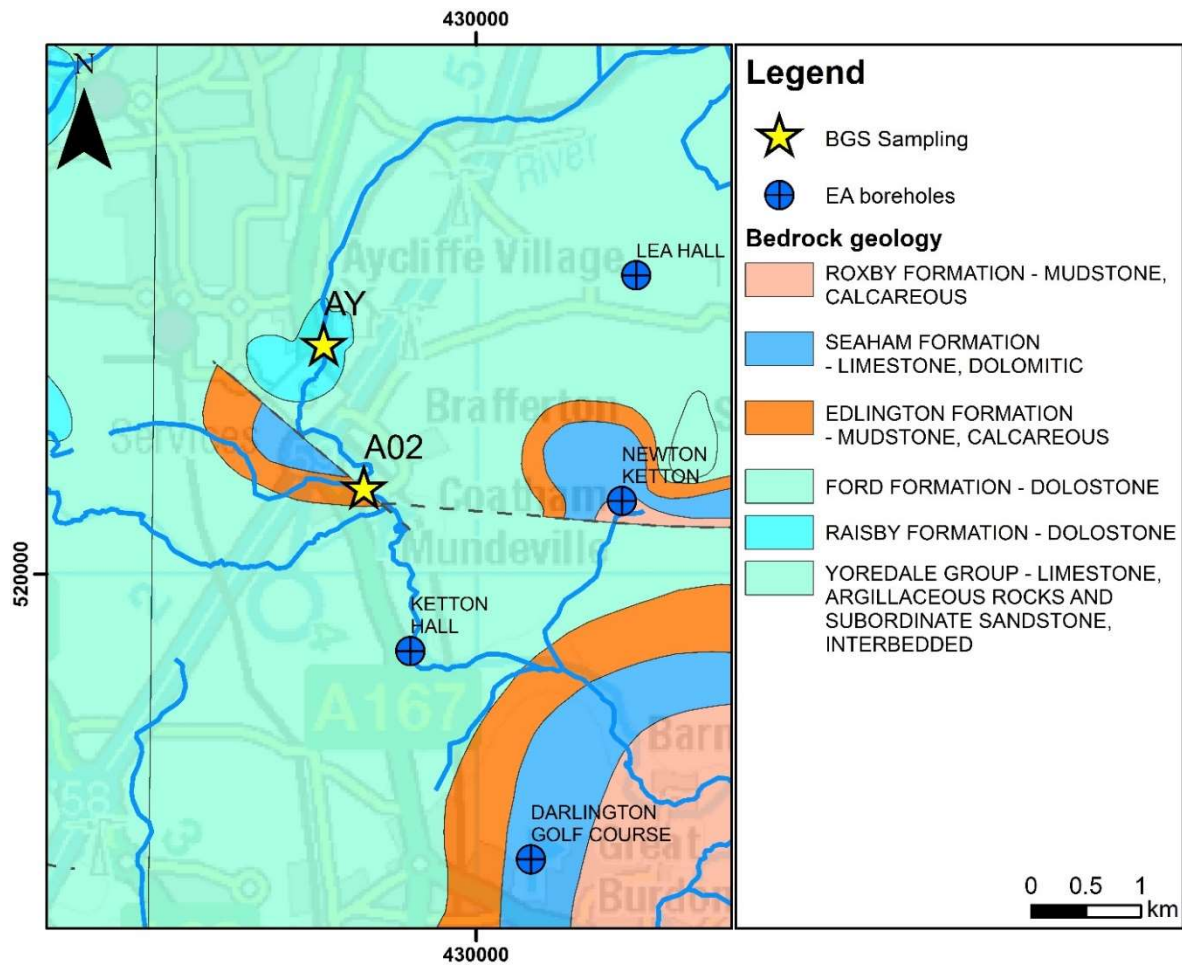 430000
N
River
Aycliffe Village
LEA HALL
AY
Brafferton
Services
A02
NEWTON
KETTON
Coatham
Mundeville
520000
KETTON
HALL
A167
DARLINGTON
GOLF COURSE
Great
430000
Legend
BGS Sampling
EA boreholes
Bedrock geology
ROXBY FORMATION - MUDSTONE,
CALCAREOUS
SEAHAM FORMATION
- LIMESTONE, DOLOMITIC
EDLINGTON FORMATION
- MUDSTONE, CALCAREOUS
FORD FORMATION - DOLOSTONE
RAISBY FORMATION - DOLOSTONE
YOREDALE GROUP - LIMESTONE,
ARGILLACEOUS ROCKS AND
SUBORDINATE SANDSTONE,
INTERBEDDED
0 0.5 1
km